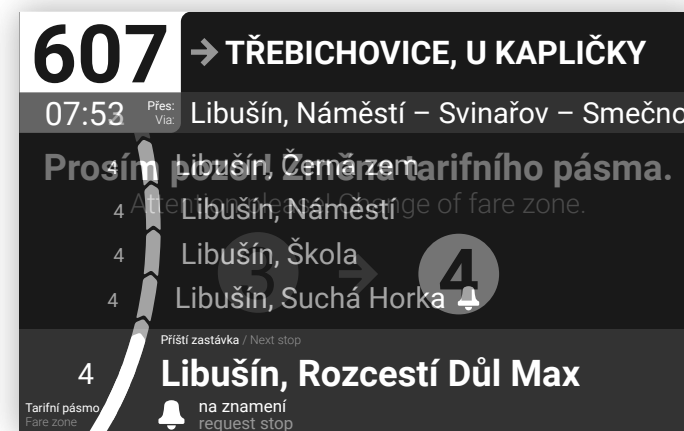 607 → TŘEBICHOVICE, U KAPLIČKY
07:53 Přes: Libušín, Náměstí – Svinařov – Smečno
Via:
Prosím pozor! Změna tarifního pásma.
4 Libušín, Černá zem
Attention please! Change of fare zone.
4 Libušín, Náměstí
4 Libušín, Škola
3 → 4
4 Libušín, Suchá Horka
Příští zastávka / Next stop
4 Libušín, Rozcestí Důl Max
Tarifní pásmo na znamení
Fare zone request stop